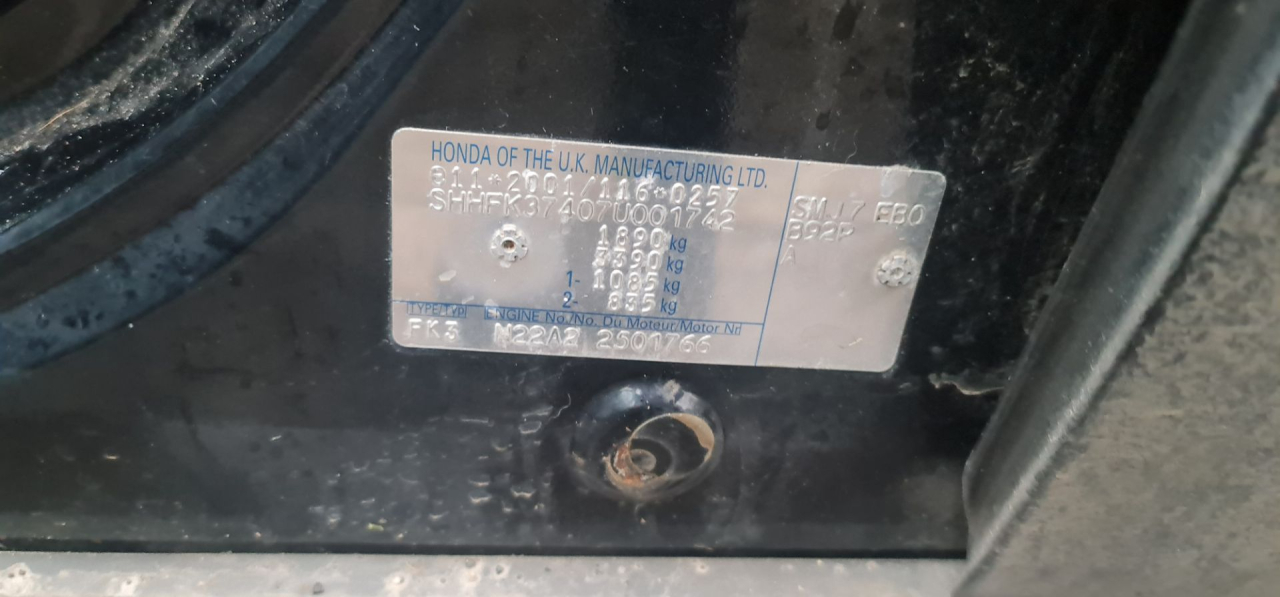 HONDA OF THE U.K. MANUFACTURING LTD.
B11*2001/116*0257
SHHFK37407U001742
1890 kg
3390 kg
1- 1085 kg
2- 835 kg
TYPE/Typ ENGINE No./No. Du Moteur/Motor Nr
FK3 N22A2 2501766
SMJ7 EB0
B92P
A